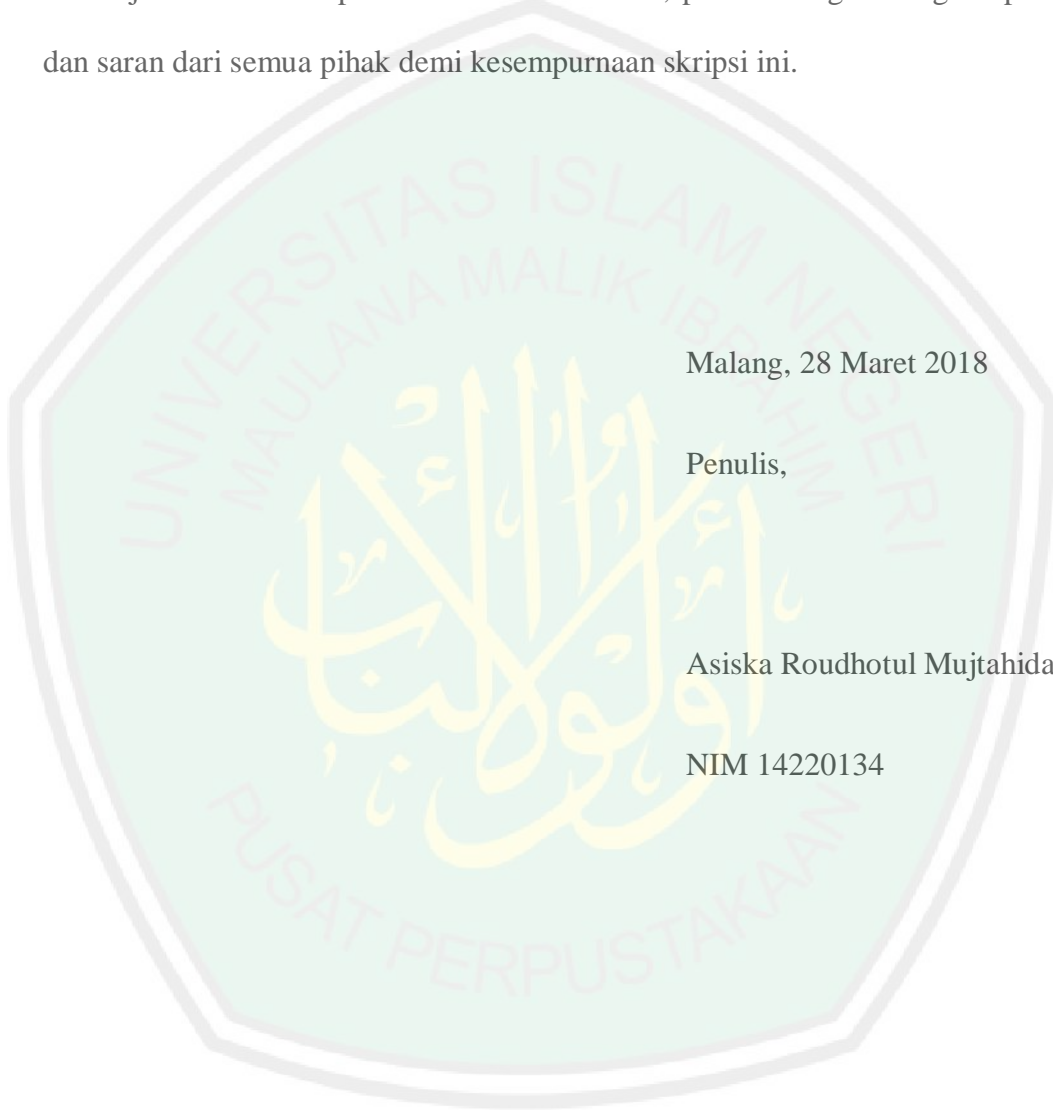 dan saran dari semua pihak demi kesempurnaan skripsi ini.
UNIVERSITAS ISLAM NEGERI
MAULANA MALIK IBRAHIM
Malang, 28 Maret 2018
Penulis,
أولو الألباب
Asiska Roudhotul Mujtahida
NIM 14220134
PUSAT PERPUSTAKAAN